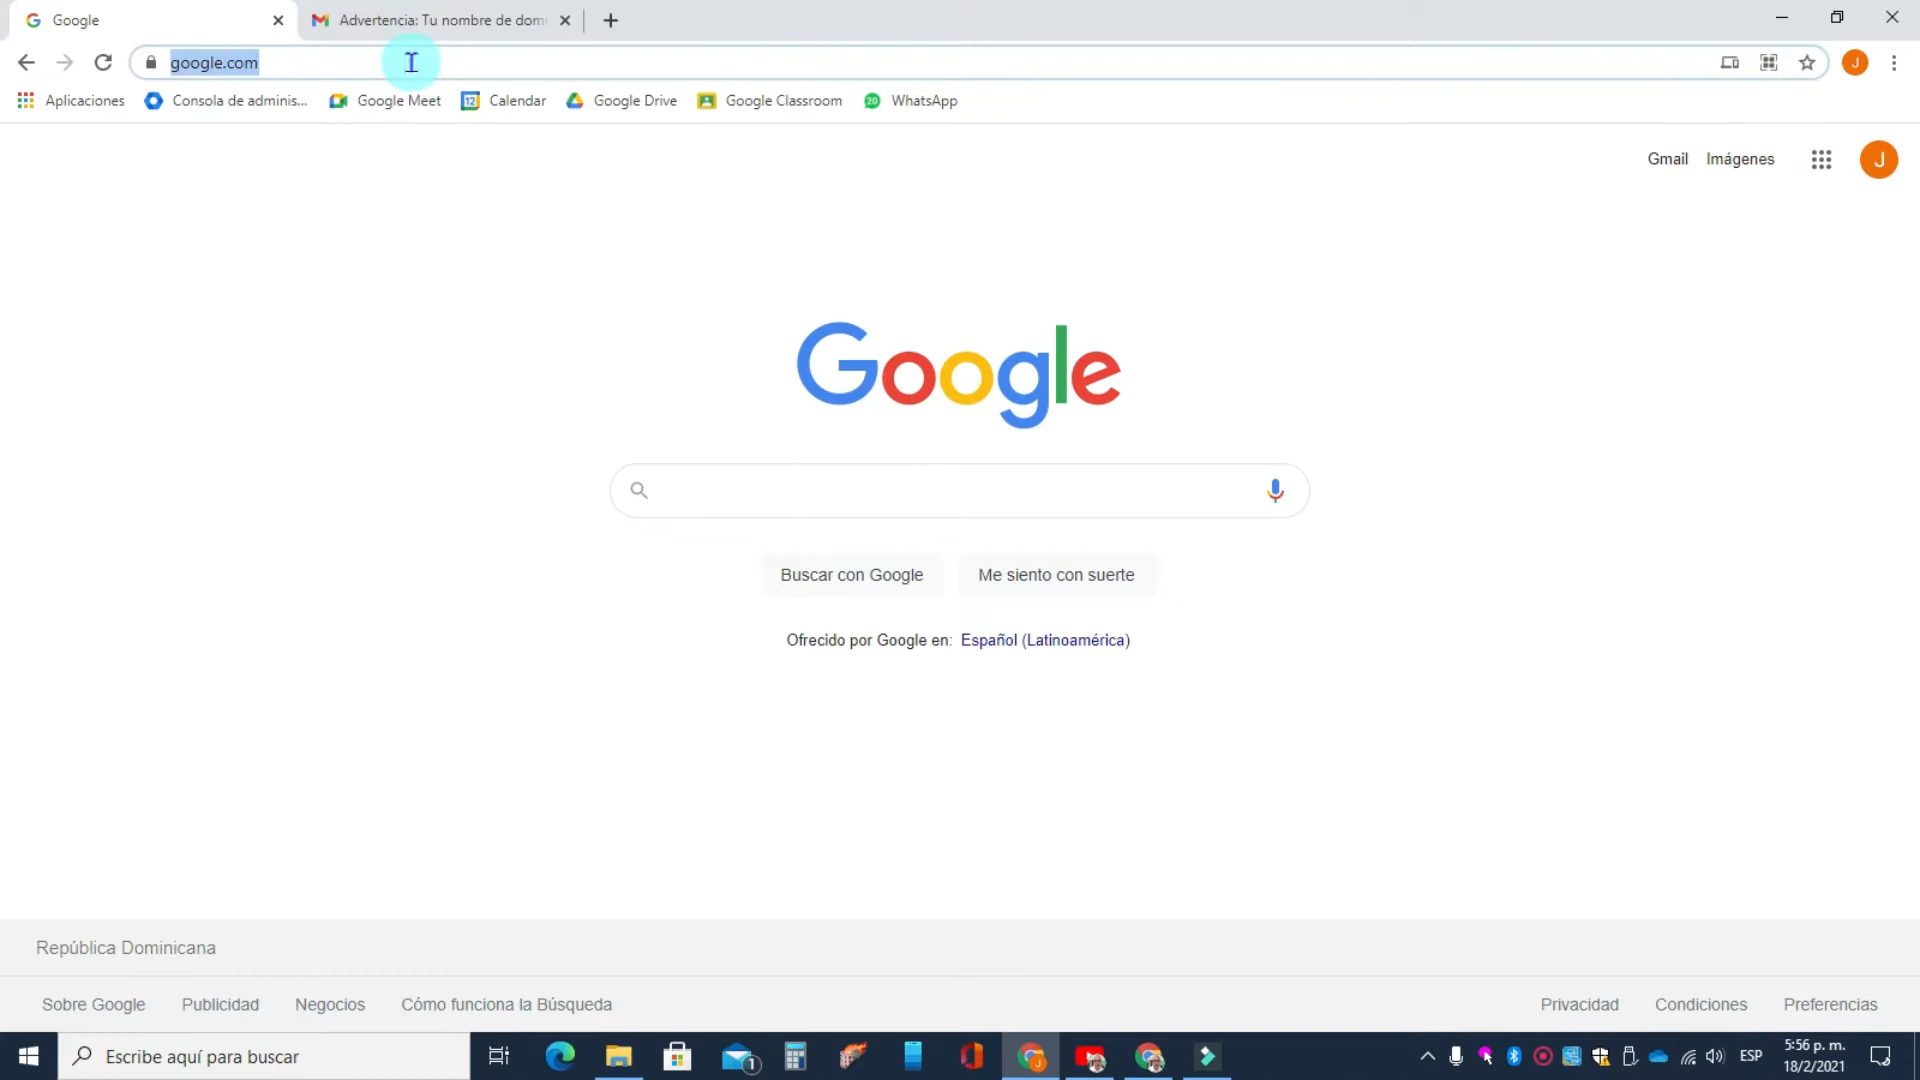 Google
Advertencia: Tu nombre de dom
google.com
J
Aplicaciones
Consola de adminis...
Google Meet
12
Calendar
Google Drive
Google Classroom
20
WhatsApp
Gmail
Imágenes
J
Google
Buscar con Google
Me siento con suerte
Ofrecido por Google en: Español (Latinoamérica)
República Dominicana
Sobre Google
Publicidad
Negocios
Cómo funciona la Búsqueda
Privacidad
Condiciones
Preferencias
Escribe aquí para buscar
1
J
ESP
5:56 p. m.
18/2/2021